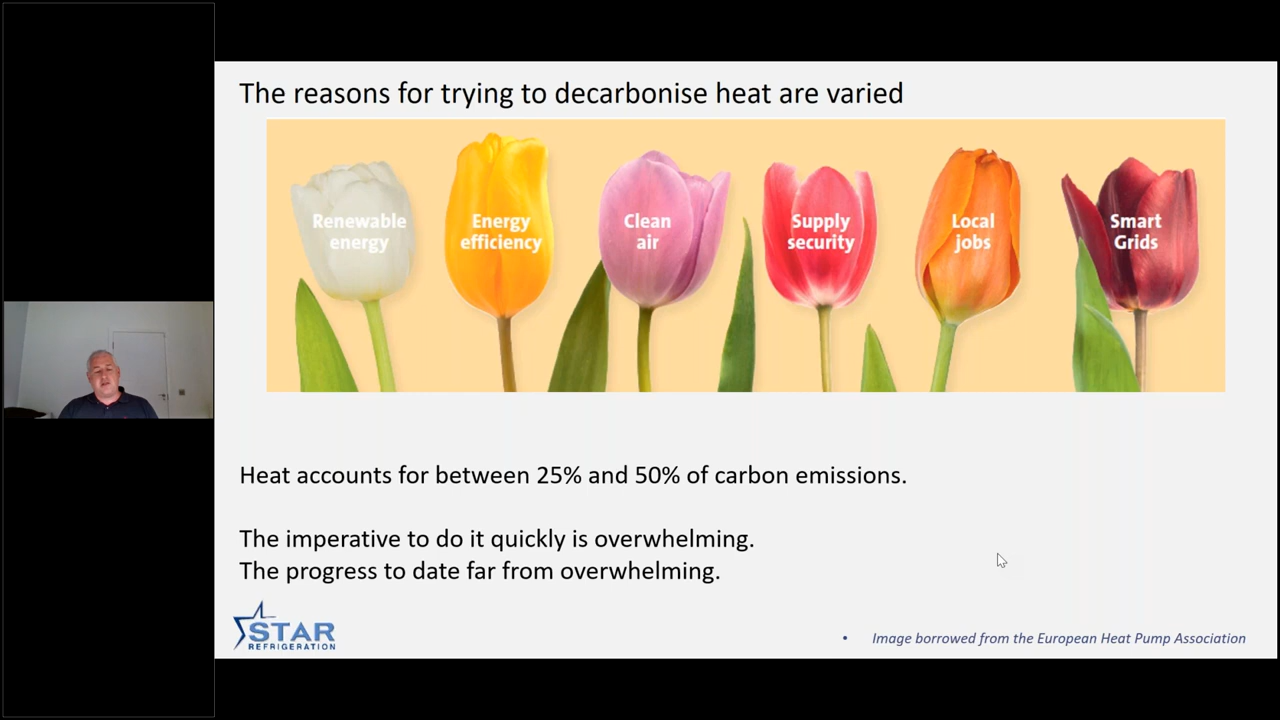 The reasons for trying to decarbonise heat are varied
Renewable
energy
Energy
efficiency
Clean
air
Supply
security
Local
jobs
Smart
Grids
Heat accounts for between 25% and 50% of carbon emissions.
The imperative to do it quickly is overwhelming.
The progress to date far from overwhelming.
STAR
REFRIGERATION
• Image borrowed from the European Heat Pump Association